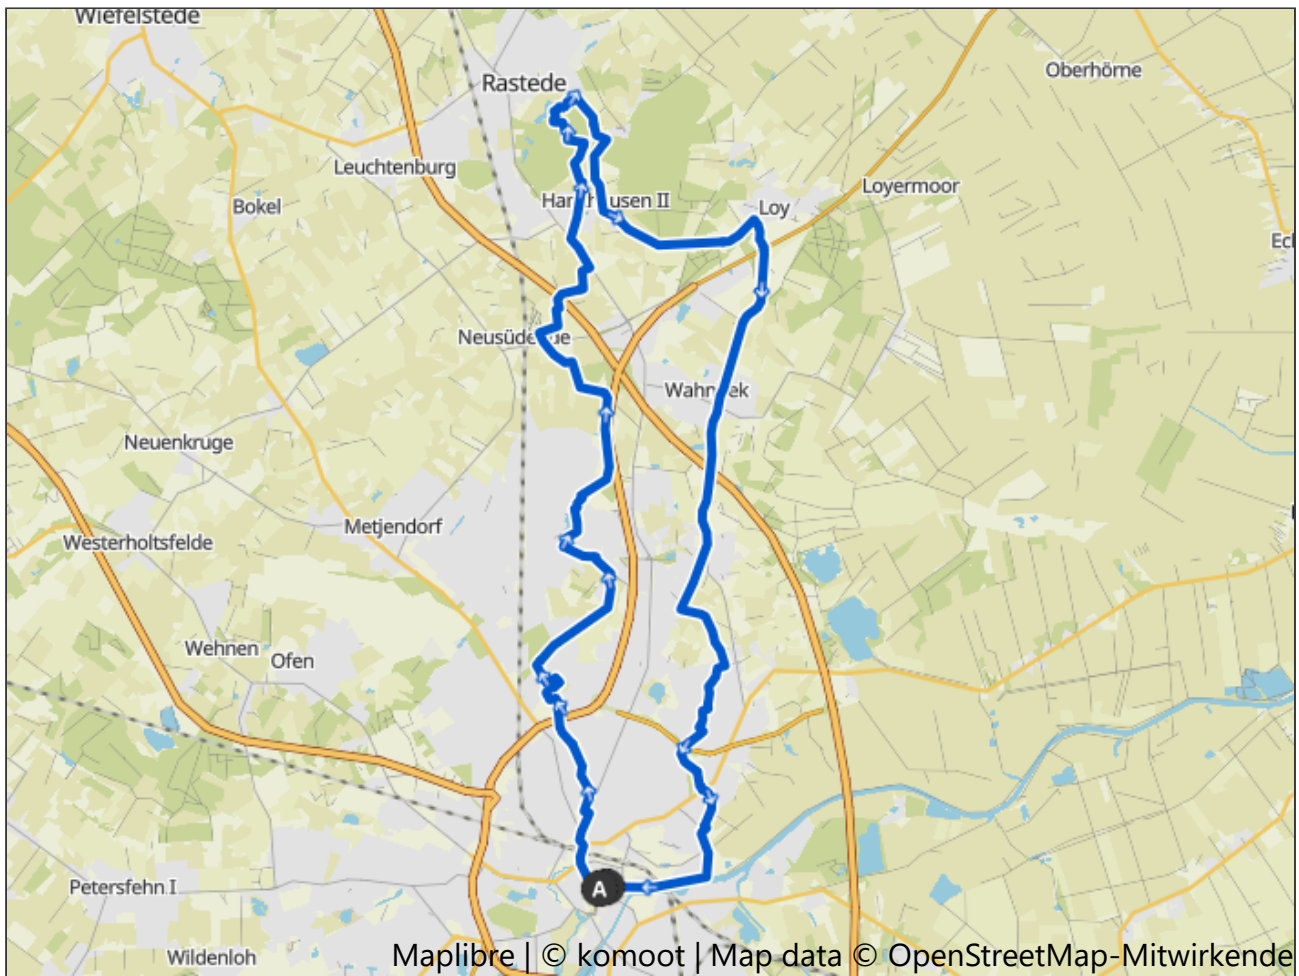 Wiefelstede
Rastede
Oberhörne
Leuchtenburg
Loyermoor
Bokel
Loy
Wahnbek
Neuenkruge
Metjendorf
Westerholtsfelde
Wehnen
Ofen
Petersfehn I
A
Wildenloh
Maplibre | © komoot | Map data © OpenStreetMap-Mitwirkende